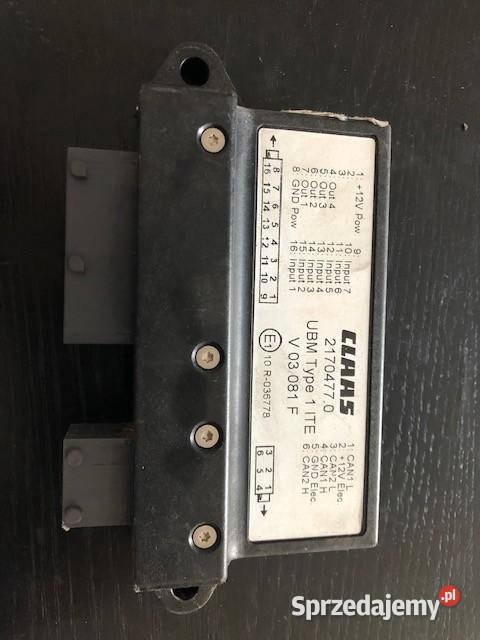 1: +12V Pow 9:
2: 10: Input 7
3: 11: Input 6
4: Out 4 12: Input 5
5: Out 3 13: Input 4
6: Out 2 14: Input 3
7: Out 1 15: Input 2
8: GND Pow 16: Input 1
8 7 6 5 4 3 2 1
16 15 14 13 12 11 10 9
CLAAS
2170477.0
UBM Type 1 ITE
V 03.081 F
E1 10 R-036778
1: CAN1 L
2: +12V Elec.
3: CAN2 L
4: CAN1 H
5: GND Elec.
6: CAN2 H
3 2 1
6 5 4
Sprzedajemy.pl